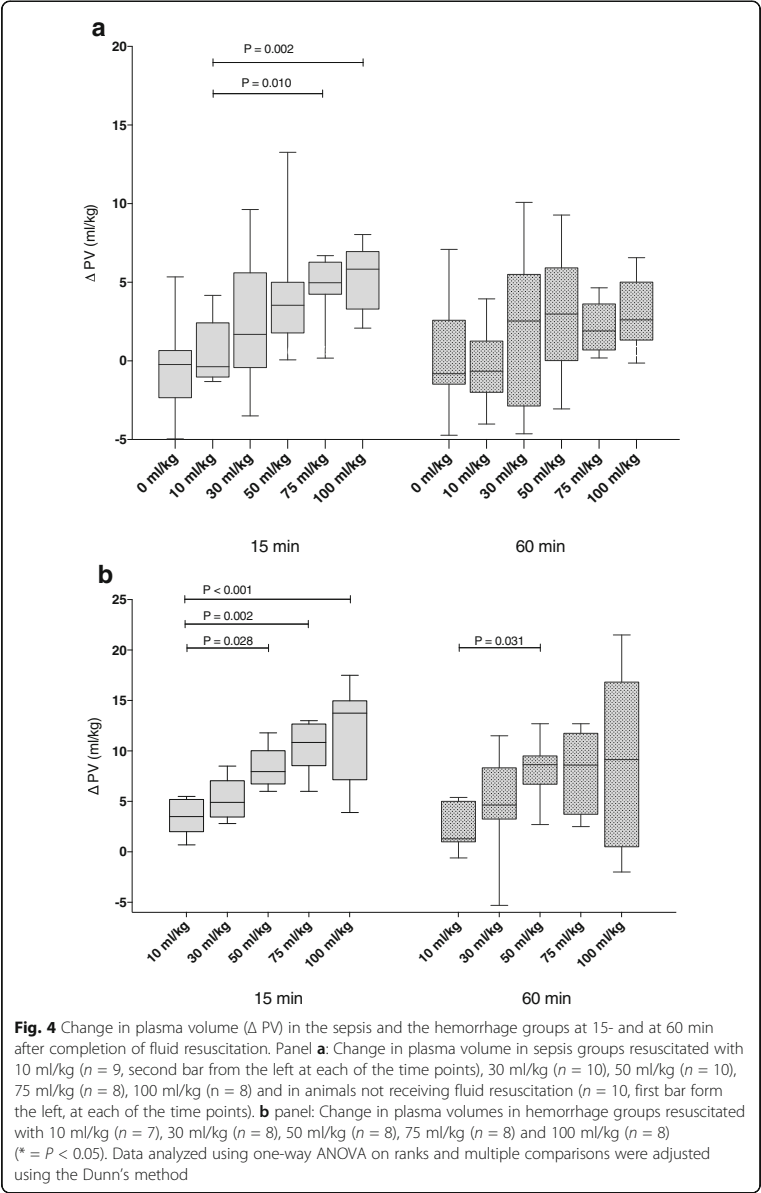 a
20
15
10
5
0
-5
Δ PV (ml/kg)
P = 0.002
P = 0.010
0 ml/kg
10 ml/kg
30 ml/kg
50 ml/kg
75 ml/kg
100 ml/kg
0 ml/kg
10 ml/kg
30 ml/kg
50 ml/kg
75 ml/kg
100 ml/kg
15 min 60 min
b
25
20
15
10
5
0
-5
Δ PV (ml/kg)
P < 0.001
P = 0.002
P = 0.028
P = 0.031
10 ml/kg
30 ml/kg
50 ml/kg
75 ml/kg
100 ml/kg
10 ml/kg
30 ml/kg
50 ml/kg
75 ml/kg
100 ml/kg
15 min 60 min
Fig. 4 Change in plasma volume (Δ PV) in the sepsis and the hemorrhage groups at 15- and at 60 min
after completion of fluid resuscitation. Panel a: Change in plasma volume in sepsis groups resuscitated with
10 ml/kg (n = 9, second bar from the left at each of the time points), 30 ml/kg (n = 10), 50 ml/kg (n = 10),
75 ml/kg (n = 8), 100 ml/kg (n = 8) and in animals not receiving fluid resuscitation (n = 10, first bar form
the left, at each of the time points). b panel: Change in plasma volumes in hemorrhage groups resuscitated
with 10 ml/kg (n = 7), 30 ml/kg (n = 8), 50 ml/kg (n = 8), 75 ml/kg (n = 8) and 100 ml/kg (n = 8)
(* = P < 0.05). Data analyzed using one-way ANOVA on ranks and multiple comparisons were adjusted
using the Dunn's method